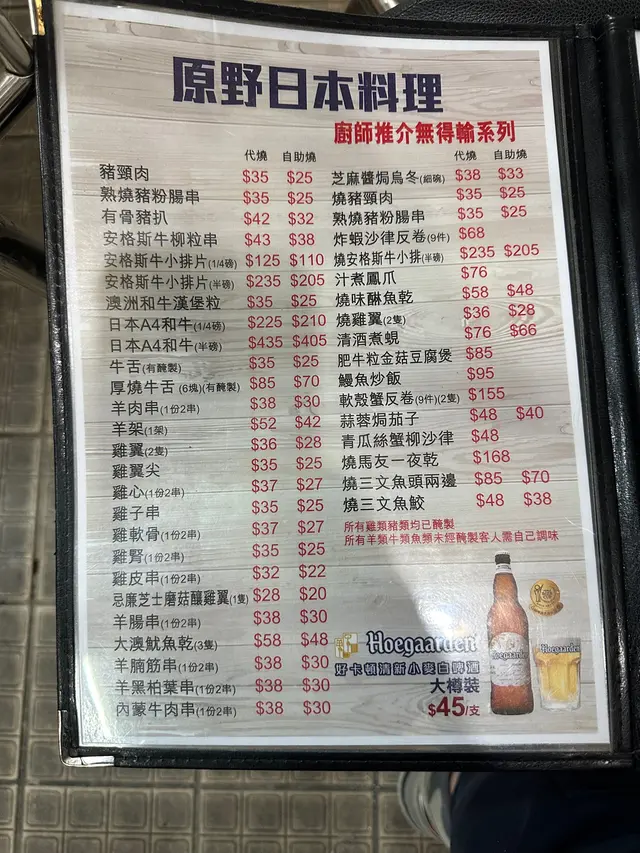 原野日本料理
廚師推介無得輸系列
代燒 自助燒
豬頸肉 $35 $25
熟燒豬粉腸串 $35 $25
有骨豬扒 $42 $32
安格斯牛柳粒串 $43 $38
安格斯牛小排片(1/4磅) $125 $110
安格斯牛小排片(半磅) $235 $205
澳洲和牛漢堡粒 $35 $25
日本A4和牛(1/4磅) $225 $210
日本A4和牛(半磅) $435 $405
牛舌(有醃製) $35 $25
厚燒牛舌(6塊)(有醃製) $85 $70
羊肉串(1份2串) $38 $30
羊架(1架) $52 $42
雞翼(2隻) $36 $28
雞翼尖 $35 $25
雞心(1份2串) $37 $27
雞子串 $35 $25
雞軟骨(1份2串) $37 $27
雞腎(1份2串) $35 $25
雞皮串(1份2串) $32 $22
忌廉芝士磨菇釀雞翼(1隻) $28 $20
羊腸串(1份2串) $38 $30
大澳魷魚乾(3隻) $58 $48
羊腩筋串(1份2串) $38 $30
羊黑柏葉串(1份2串) $38 $30
內蒙牛肉串(1份2串) $38 $30
代燒 自助燒
芝麻醬焗烏冬(細碗) $38 $33
燒豬頸肉 $35 $25
熟燒豬粉腸串 $35 $25
炸蝦沙律反卷(9件) $68
燒安格斯牛小排(半磅) $235 $205
汁煮鳳爪 $76
燒味醂魚乾 $58 $48
燒雞翼(2隻) $36 $28
清酒煮蜆 $76 $66
肥牛粒金菇豆腐煲 $85
鰻魚炒飯 $95
軟殼蟹反卷(9件)(2隻) $155
蒜蓉焗茄子 $48 $40
青瓜絲蟹柳沙律 $48
燒馬友一夜乾 $168
燒三文魚頭兩邊 $85 $70
燒三文魚鮫 $48 $38
所有雞類豬類均已醃製
所有羊類牛類魚類未經醃製客人需自己調味
Hoegaarden
好卡頓清新小麥白啤酒
大樽裝
$45/支
Hoegaarden
Hoegaarden